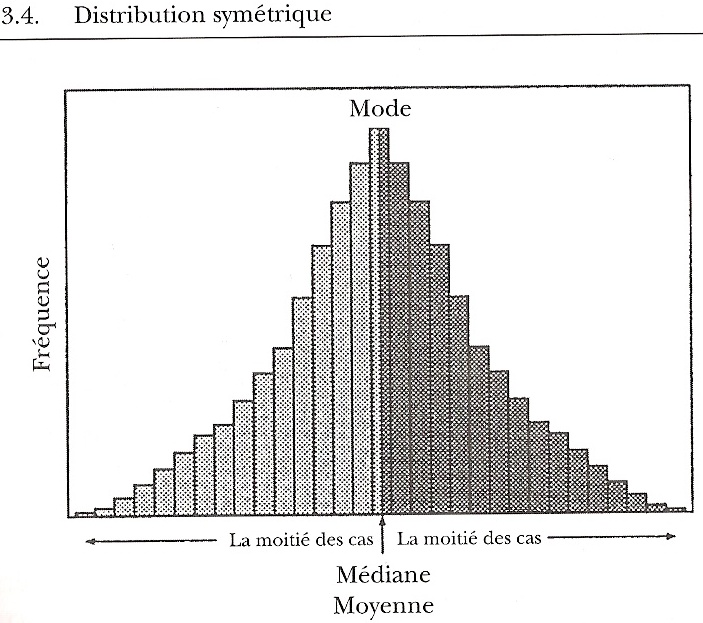 3.4. Distribution symétrique
Mode
Fréquence
La moitié des cas La moitié des cas
Médiane
Moyenne